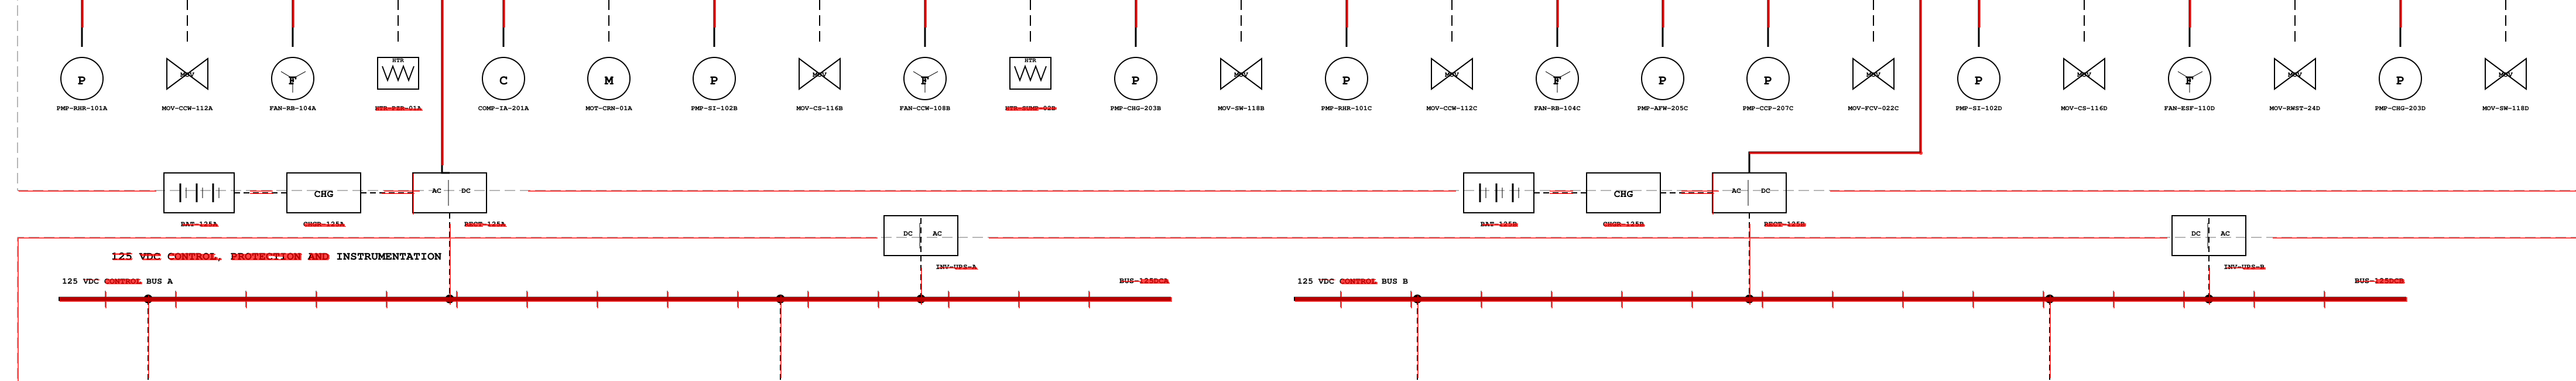 P MOV F HTR C M P MOV F HTR P MOV P MOV F P P MOV P MOV F MOV P MOV
PMP-RHR-101A MOV-CCW-112A FAN-RB-104A HTR-PZR-01A COMP-IA-201A MOT-CRN-01A PMP-SI-102B MOV-CS-116B FAN-CCW-108B HTR-SUMP-02B PMP-CHG-203B MOV-SW-118B PMP-RHR-101C MOV-CCW-112C FAN-RB-104C PMP-AFW-205C PMP-CCP-207C MOV-FCV-022C PMP-SI-102D MOV-CS-116D FAN-ESF-110D MOV-RWST-24D PMP-CHG-203D MOV-SW-118D
CHG AC DC CHG AC DC
BAT-125A CHGR-125A RECT-125A BAT-125B CHGR-125B RECT-125B
DC AC DC AC
125 VDC CONTROL, PROTECTION AND INSTRUMENTATION
INV-UPS-A INV-UPS-B
125 VDC CONTROL BUS A BUS-125DCA 125 VDC CONTROL BUS B BUS-125DCB